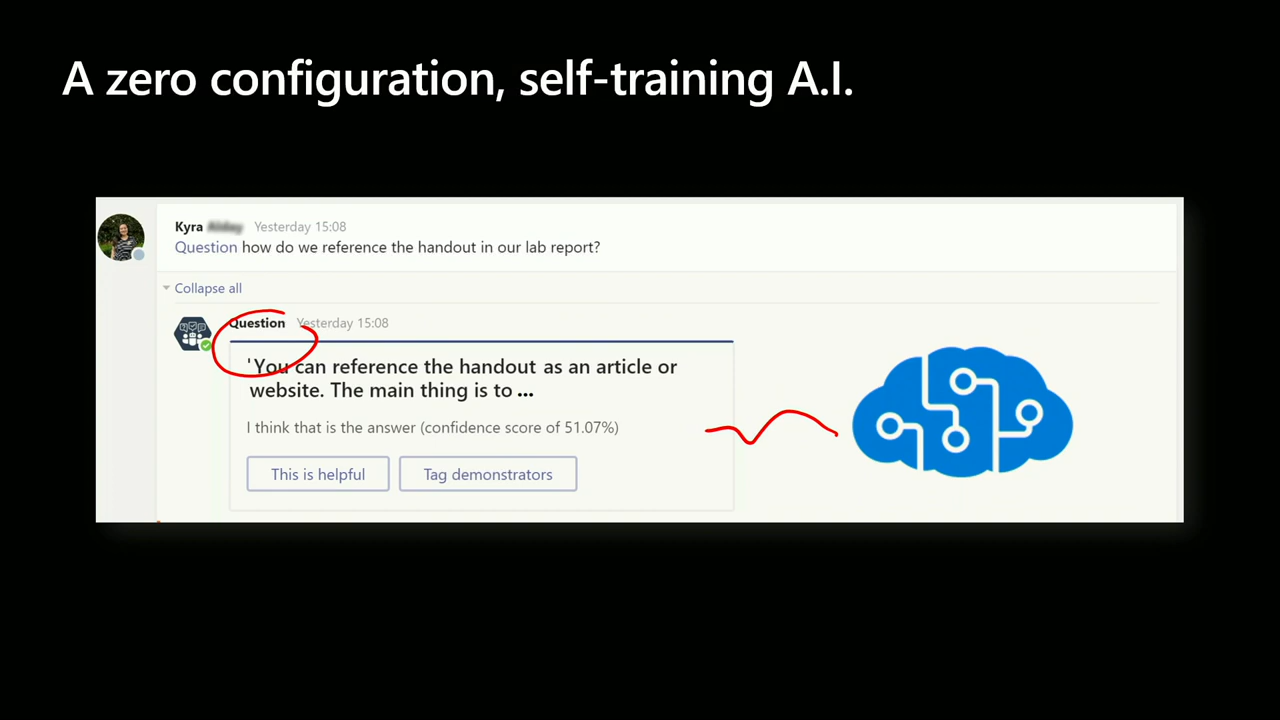 A zero configuration, self-training A.I.
Kyra Yesterday 15:08
Question how do we reference the handout in our lab report?
Collapse all
Question Yesterday 15:08
'You can reference the handout as an article or
website. The main thing is to ...
I think that is the answer (confidence score of 51.07%)
This is helpful Tag demonstrators